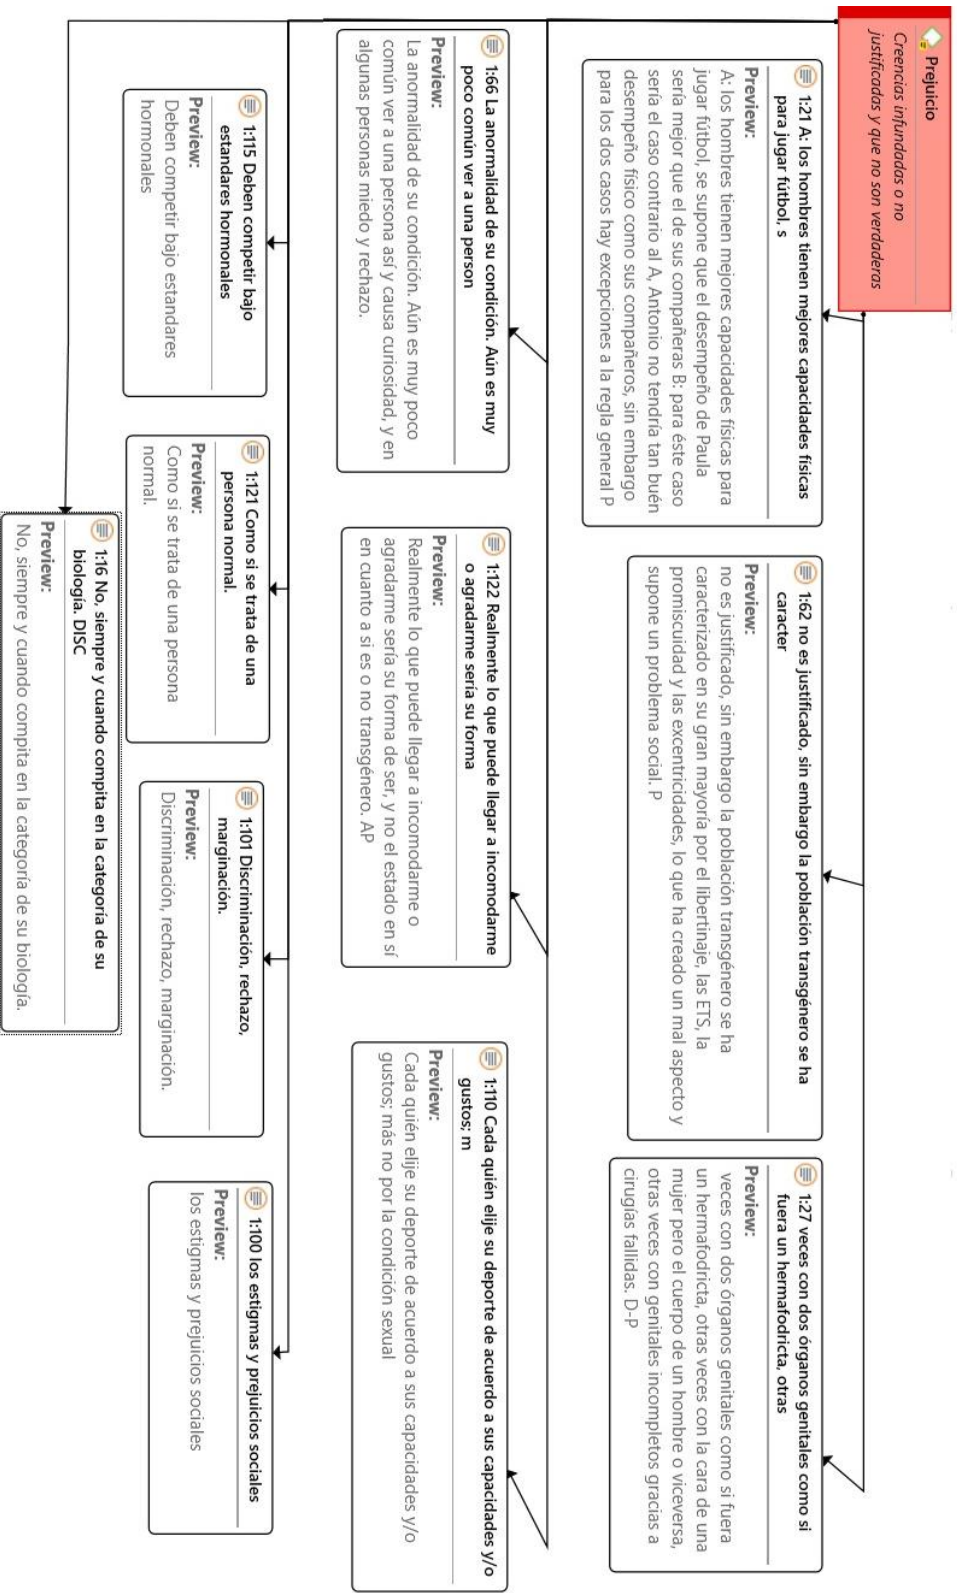 Prejuicio
Creencias infundadas o no
justificadas y que no son verdaderas
1:21 A: los hombres tienen mejores capacidades físicas
para jugar fútbol, s
Preview:
A: los hombres tienen mejores capacidades físicas para
jugar fútbol, se supone que el desempeño de Paula
sería mejor que el de sus compañeras B: para éste caso
sería el caso contrario al A, Antonio no tendría tan buén
desempeño físico como sus compañeros, sin embargo
para los dos casos hay excepciones a la regla general P
1:62 no es justificado, sin embargo la población transgénero se ha
caracter
Preview:
no es justificado, sin embargo la población transgénero se ha
caracterizado en su gran mayoría por el libertinaje, las ETS, la
promiscuidad y las excentricidades, lo que ha creado un mal aspecto y
supone un problema social. P
1:27 veces con dos órganos genitales como si
fuera un hermafodricta, otras
Preview:
veces con dos órganos genitales como si fuera
un hermafodricta, otras veces con la cara de una
mujer pero el cuerpo de un hombre o viceversa,
otras veces con genitales incompletos gracias a
cirugías fallidas. D-P
1:66 La anormalidad de su condición. Aún es muy
poco común ver a una person
Preview:
La anormalidad de su condición. Aún es muy poco
común ver a una persona así y causa curiosidad, y en
algunas personas miedo y rechazo.
1:122 Realmente lo que puede llegar a incomodarme
o agradarme sería su forma
Preview:
Realmente lo que puede llegar a incomodarme o
agradarme sería su forma de ser, y no el estado en sí
en cuanto a si es o no transgénero. AP
1:110 Cada quién elije su deporte de acuerdo a sus capacidades y/o
gustos; m
Preview:
Cada quién elije su deporte de acuerdo a sus capacidades y/o
gustos; más no por la condición sexual
1:115 Deben competir bajo
estandares hormonales
Preview:
Deben competir bajo estandares
hormonales
1:121 Como si se trata de una
persona normal.
Preview:
Como si se trata de una persona
normal.
1:101 Discriminación, rechazo,
marginación.
Preview:
Discriminación, rechazo, marginación.
1:100 los estigmas y prejuicios sociales
Preview:
los estigmas y prejuicios sociales
1:16 No, siempre y cuando compita en la categoría de su
biología. DISC
Preview:
No, siempre y cuando compita en la categoría de su biología.